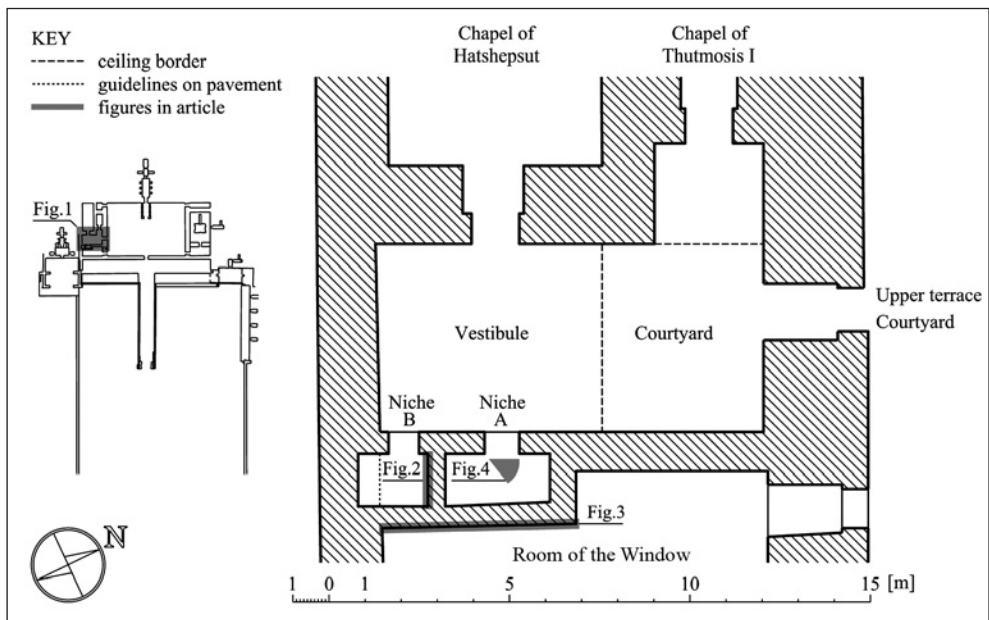 KEY
ceiling border
guidelines on pavement
figures in article
Fig.1
N
Chapel of
Hatshepsut
Chapel of
Thutmosis I
Upper terrace
Courtyard
Vestibule
Courtyard
Niche
B
Niche
A
Fig.2
Fig.4
Fig.3
Room of the Window
1 0 1 5 10 15 [m]